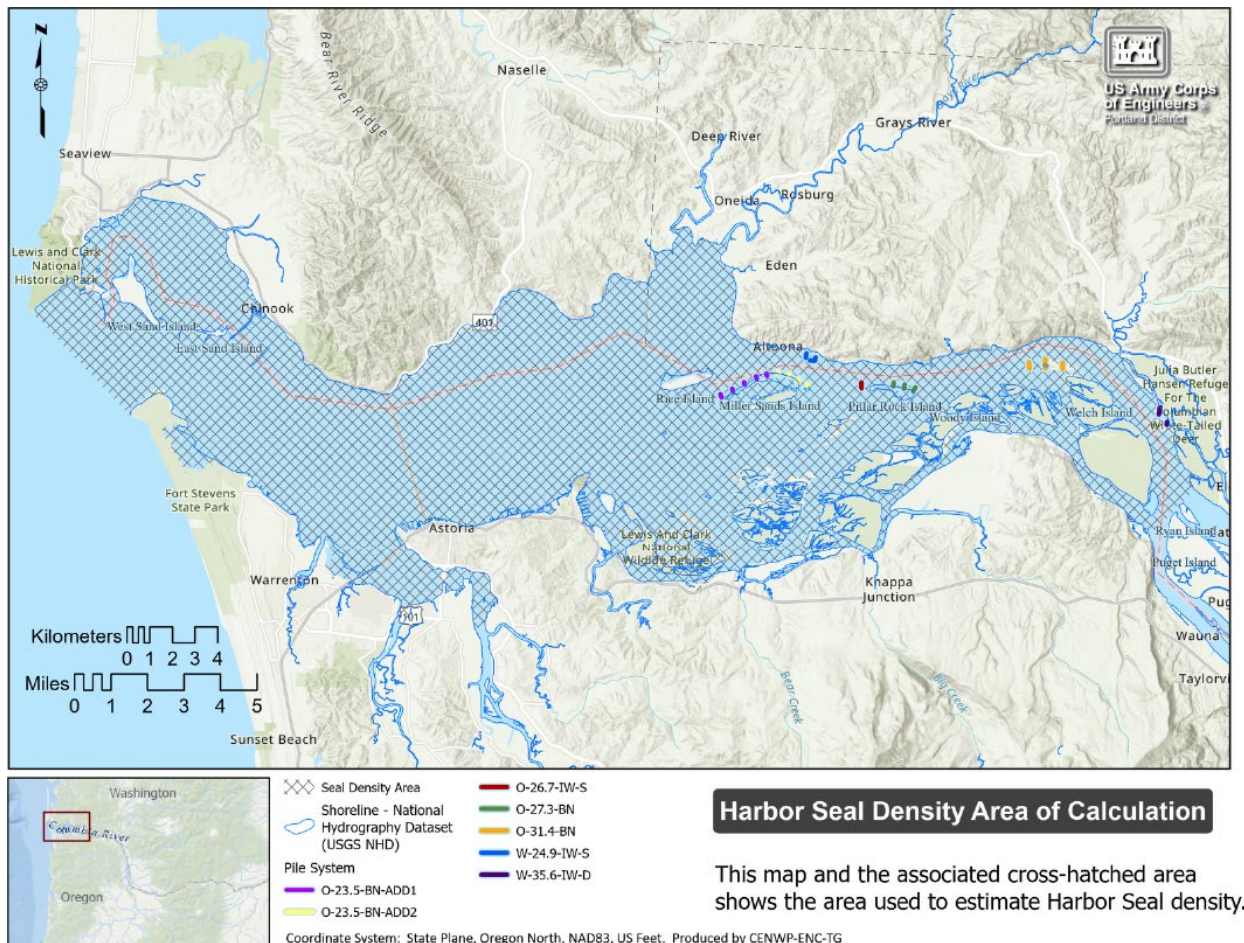 N
Bear River Ridge
Naselle
US Army Corps
of Engineers ®
Portland District
Deep River
Grays River
Seaview
Oneida
Rosburg
Lewis and Clark
National
Historical Park
Eden
Chinook
401
West Sand Island
East Sand Island
Altoona
Rice Island
Miller Sands Island
Pillar Rock Island
Woody Island
Welch Island
Julia Butler
Hansen Refuge
For The
Columbian
White-Tailed
Deer
Fort Stevens
State Park
Astoria
Lewis And Clark
National
Wildlife Refuge
Ryan Island
Puget Island
Warrenton
Knappa
Junction
101
Wauna
Kilometers
0 1 2 3 4
Miles
0 1 2 3 4 5
Bear Creek
Big Creek
Taylorvi
Sunset Beach
Washington
Columbia River
Oregon
Seal Density Area
Shoreline - National
Hydrography Dataset
(USGS NHD)
Pile System
O-23.5-BN-ADD1
O-23.5-BN-ADD2
O-26.7-IW-S
O-27.3-BN
O-31.4-BN
W-24.9-IW-S
W-35.6-IW-D
Harbor Seal Density Area of Calculation
This map and the associated cross-hatched area
shows the area used to estimate Harbor Seal density.
Coordinate System: State Plane, Oregon North, NAD83, US Feet. Produced by CENWP-ENC-TG